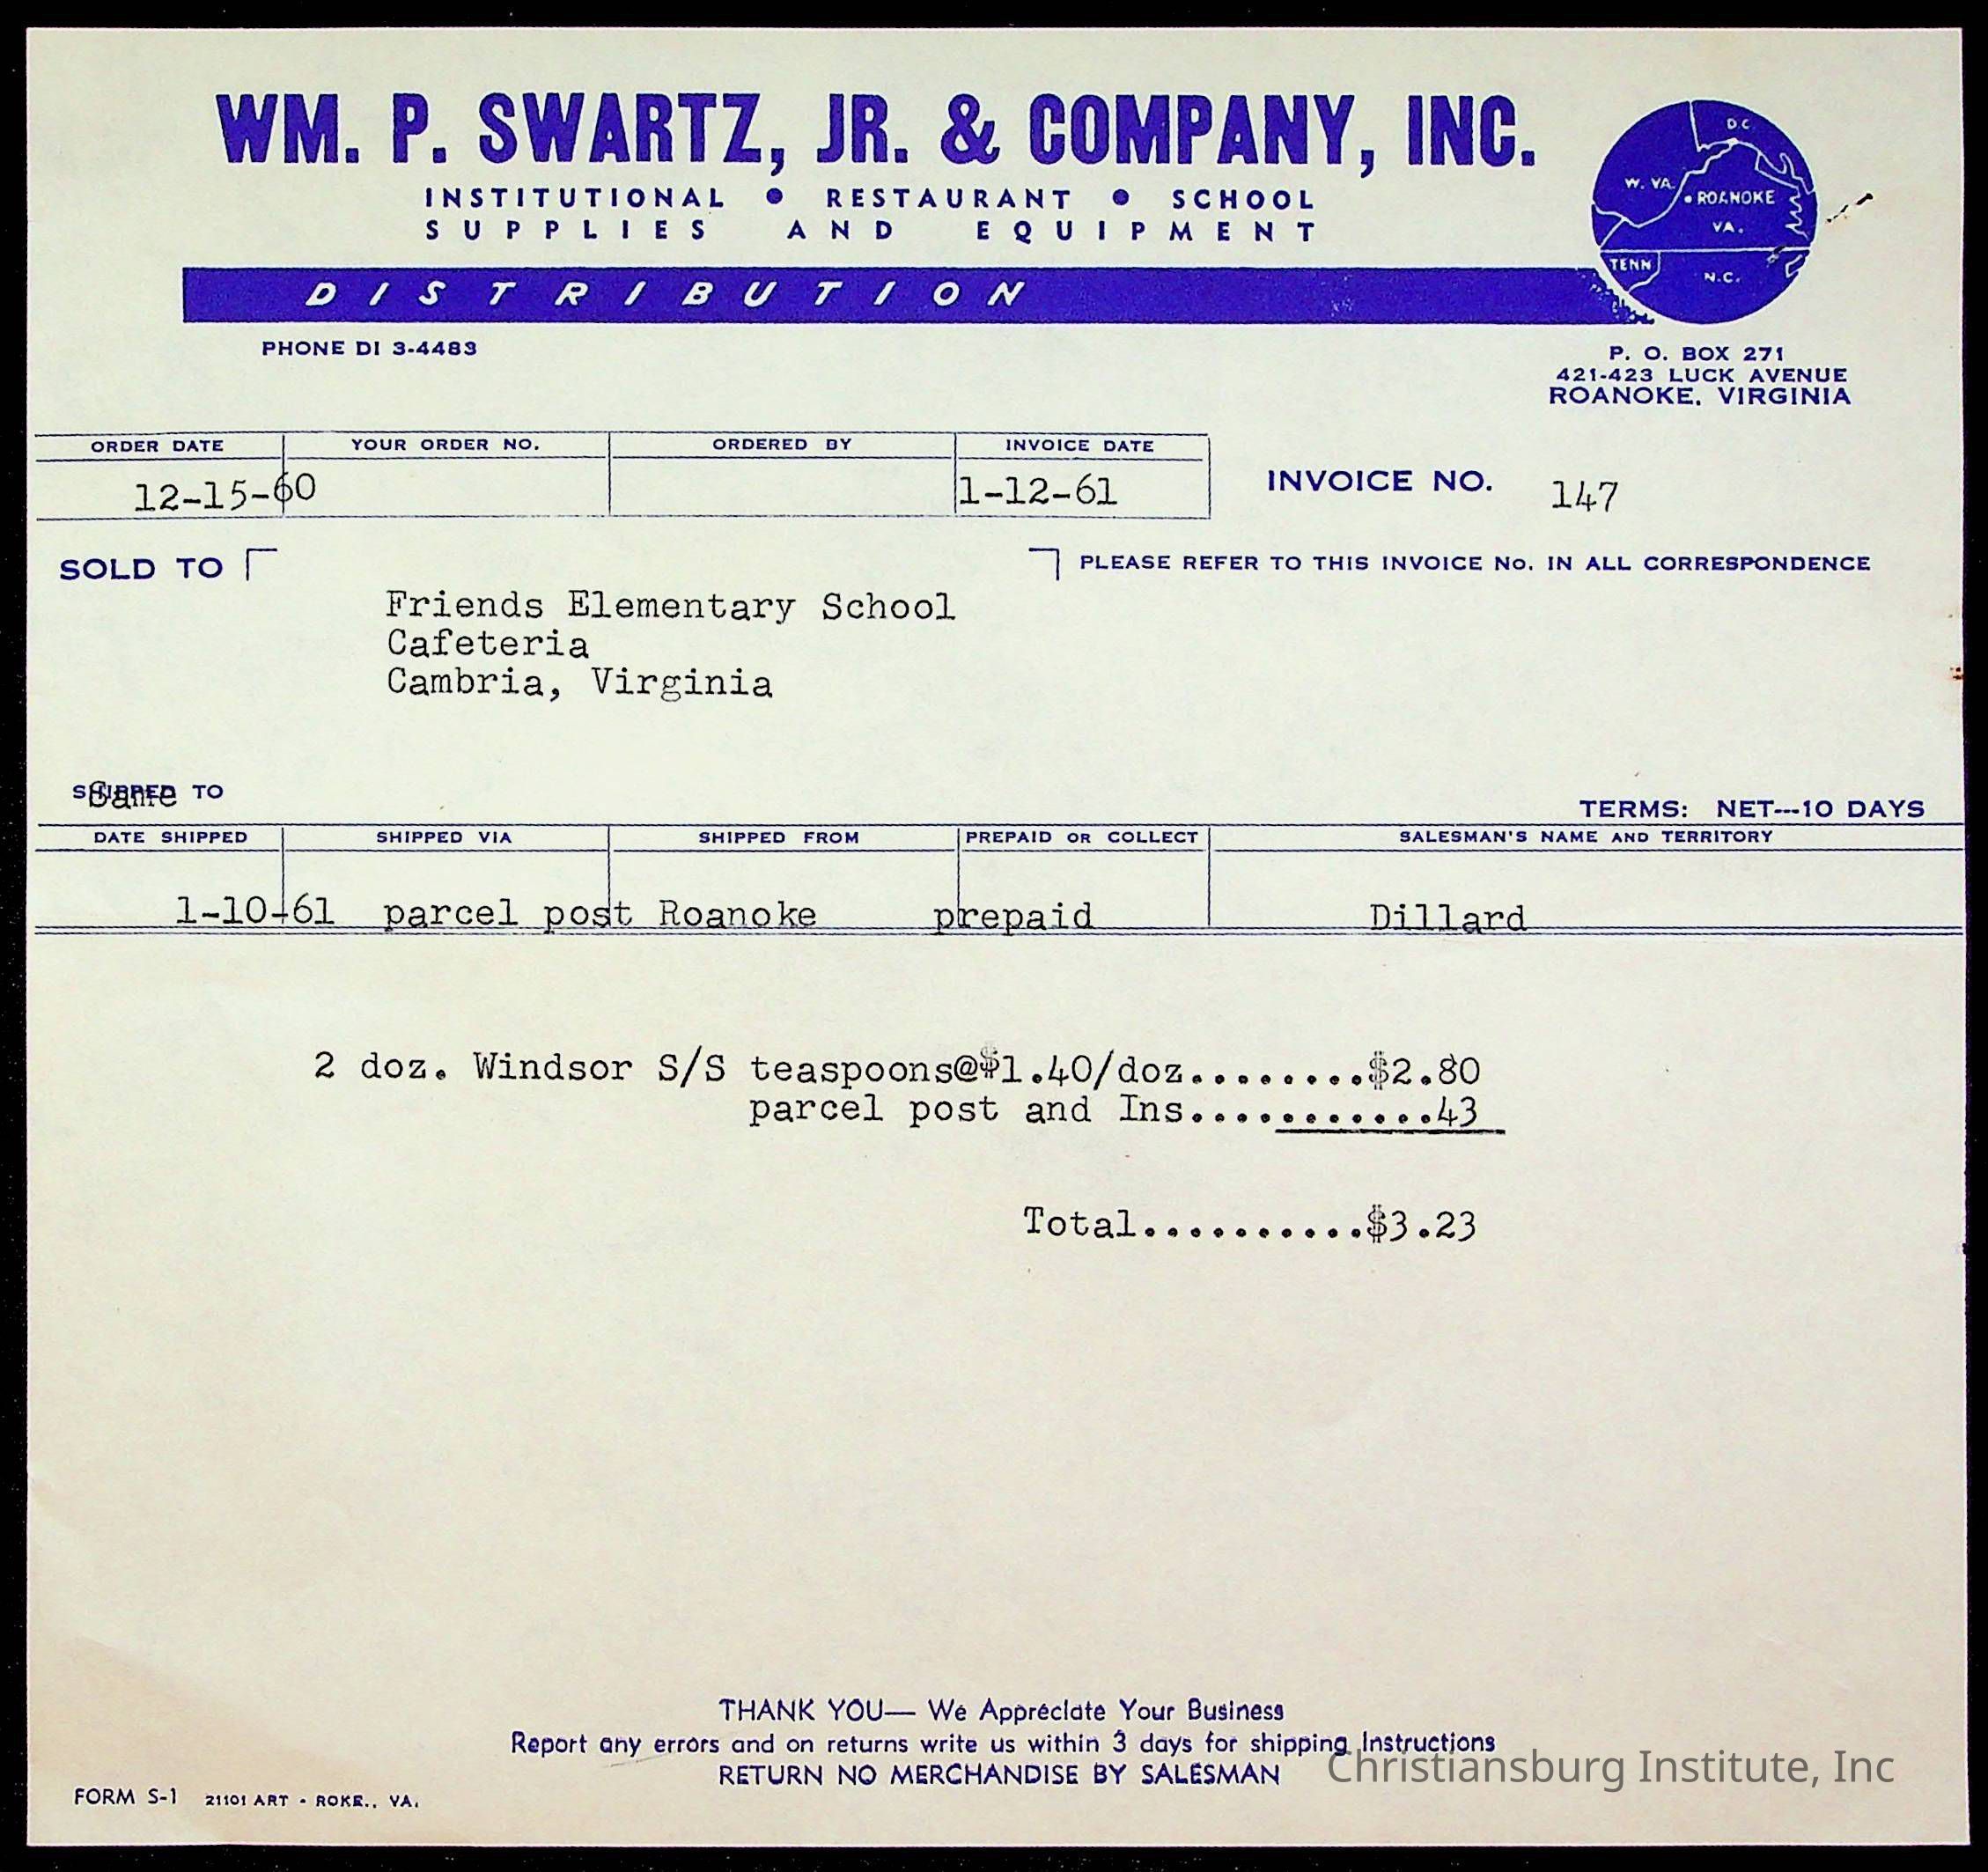 WM. P. SWARTZ, JR. & COMPANY, INC.
INSTITUTIONAL • RESTAURANT • SCHOOL
SUPPLIES AND EQUIPMENT
DISTRIBUTION
D.C.
W. VA.
• ROANOKE
VA.
TENN
N.C.
PHONE DI 3-4483
P. O. BOX 271
421-423 LUCK AVENUE
ROANOKE, VIRGINIA
ORDER DATE YOUR ORDER NO. ORDERED BY INVOICE DATE
12-15-60 1-12-61
INVOICE NO. 147
SOLD TO
PLEASE REFER TO THIS INVOICE No. IN ALL CORRESPONDENCE
Friends Elementary School
Cafeteria
Cambria, Virginia
SHIPPED TO
Same
TERMS: NET---10 DAYS
DATE SHIPPED SHIPPED VIA SHIPPED FROM PREPAID OR COLLECT SALESMAN'S NAME AND TERRITORY
1-10-61 parcel post Roanoke prepaid Dillard
2 doz. Windsor S/S teaspoons@$1.40/doz........$2.80
parcel post and Ins...........43
Total..........$3.23
THANK YOU— We Appreciate Your Business
Report any errors and on returns write us within 3 days for shipping Instructions
RETURN NO MERCHANDISE BY SALESMAN
Christiansburg Institute, Inc
FORM S-1 21101 ART - ROKE., VA.